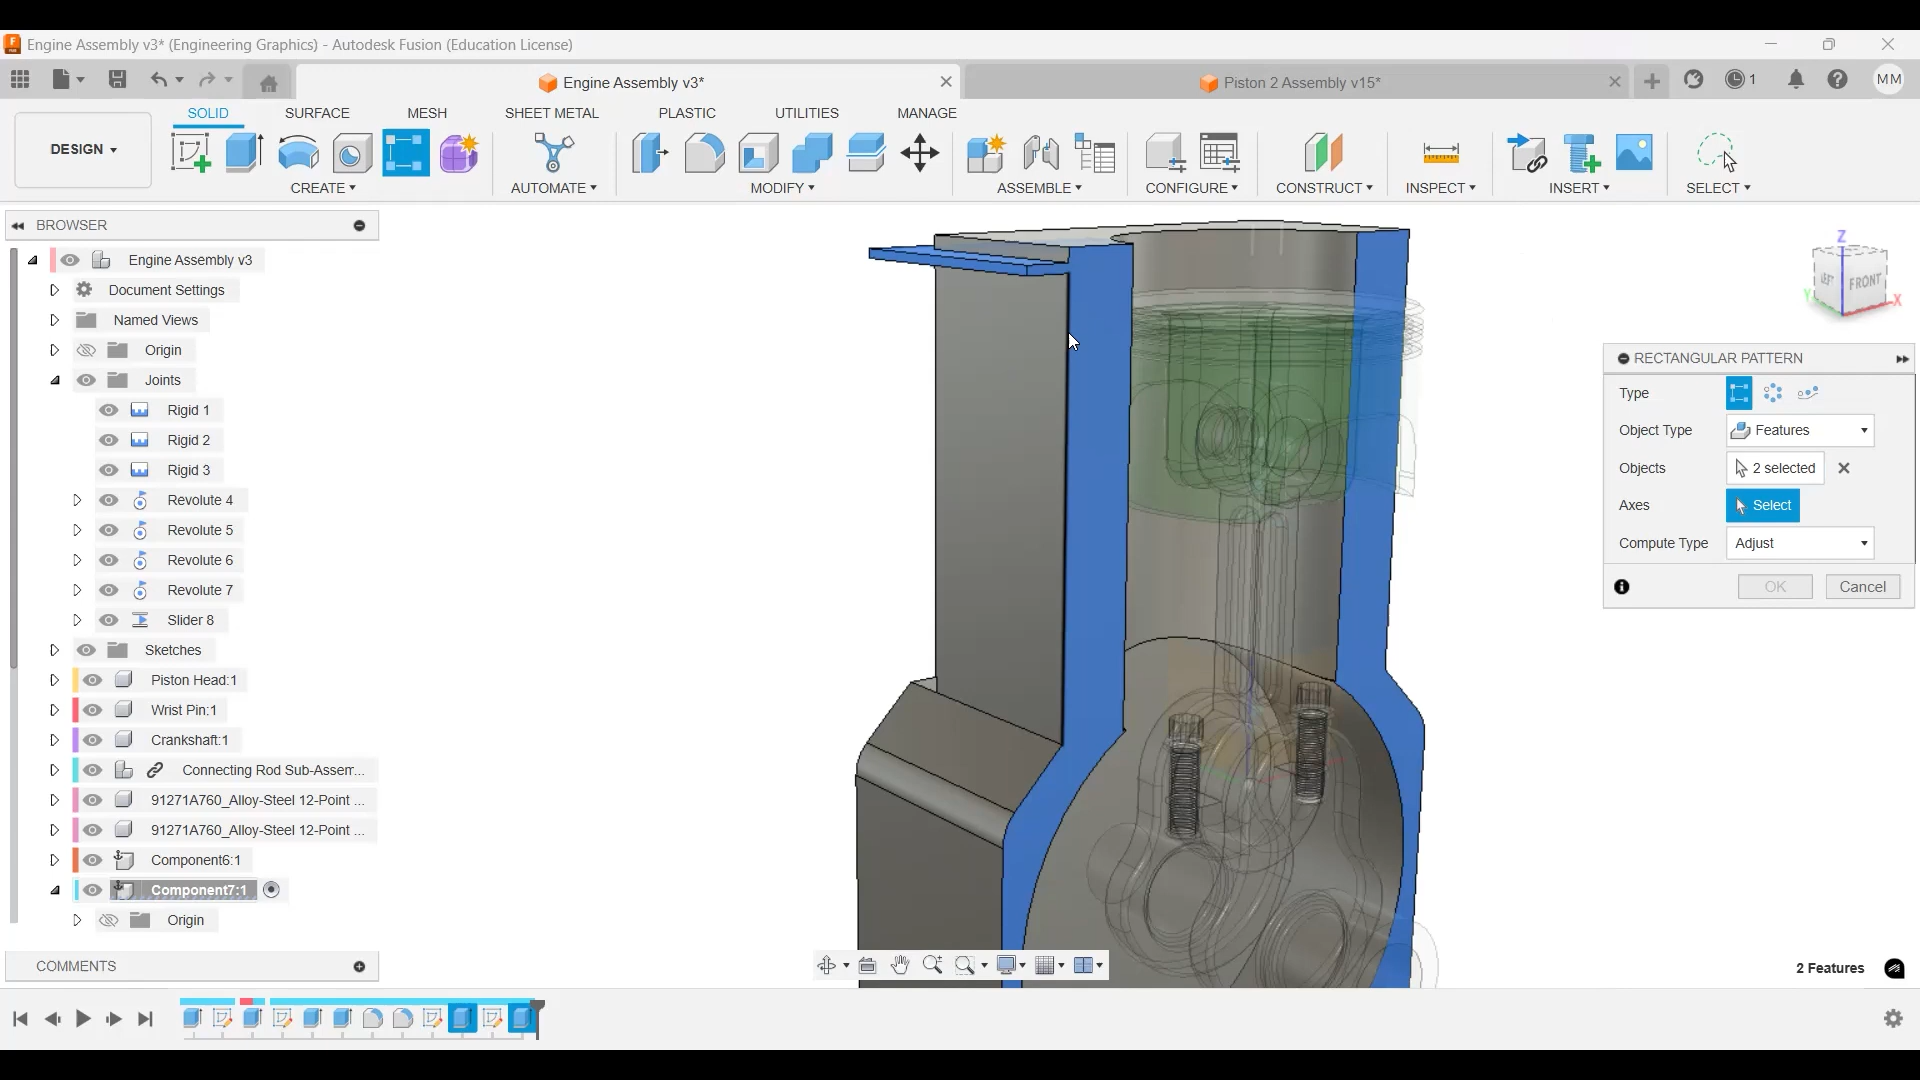 Engine Assembly v3* (Engineering Graphics) - Autodesk Fusion (Education License)
Engine Assembly v3*
Piston 2 Assembly v15*
1
MM
DESIGN
SOLID
SURFACE
MESH
SHEET METAL
PLASTIC
UTILITIES
MANAGE
CREATE
AUTOMATE
MODIFY
ASSEMBLE
CONFIGURE
CONSTRUCT
INSPECT
INSERT
SELECT
BROWSER
Engine Assembly v3
Document Settings
Named Views
Origin
Joints
Rigid 1
Rigid 2
Rigid 3
Revolute 4
Revolute 5
Revolute 6
Revolute 7
Slider 8
Sketches
Piston Head:1
Wrist Pin:1
Crankshaft:1
Connecting Rod Sub-Assem...
91271A760_Alloy-Steel 12-Point ...
91271A760_Alloy-Steel 12-Point ...
Component6:1
Component7:1
Origin
COMMENTS
Z
LEFT
FRONT
Y
X
RECTANGULAR PATTERN
Type
Object Type
Features
Objects
2 selected
Axes
Select
Compute Type
Adjust
OK
Cancel
2 Features